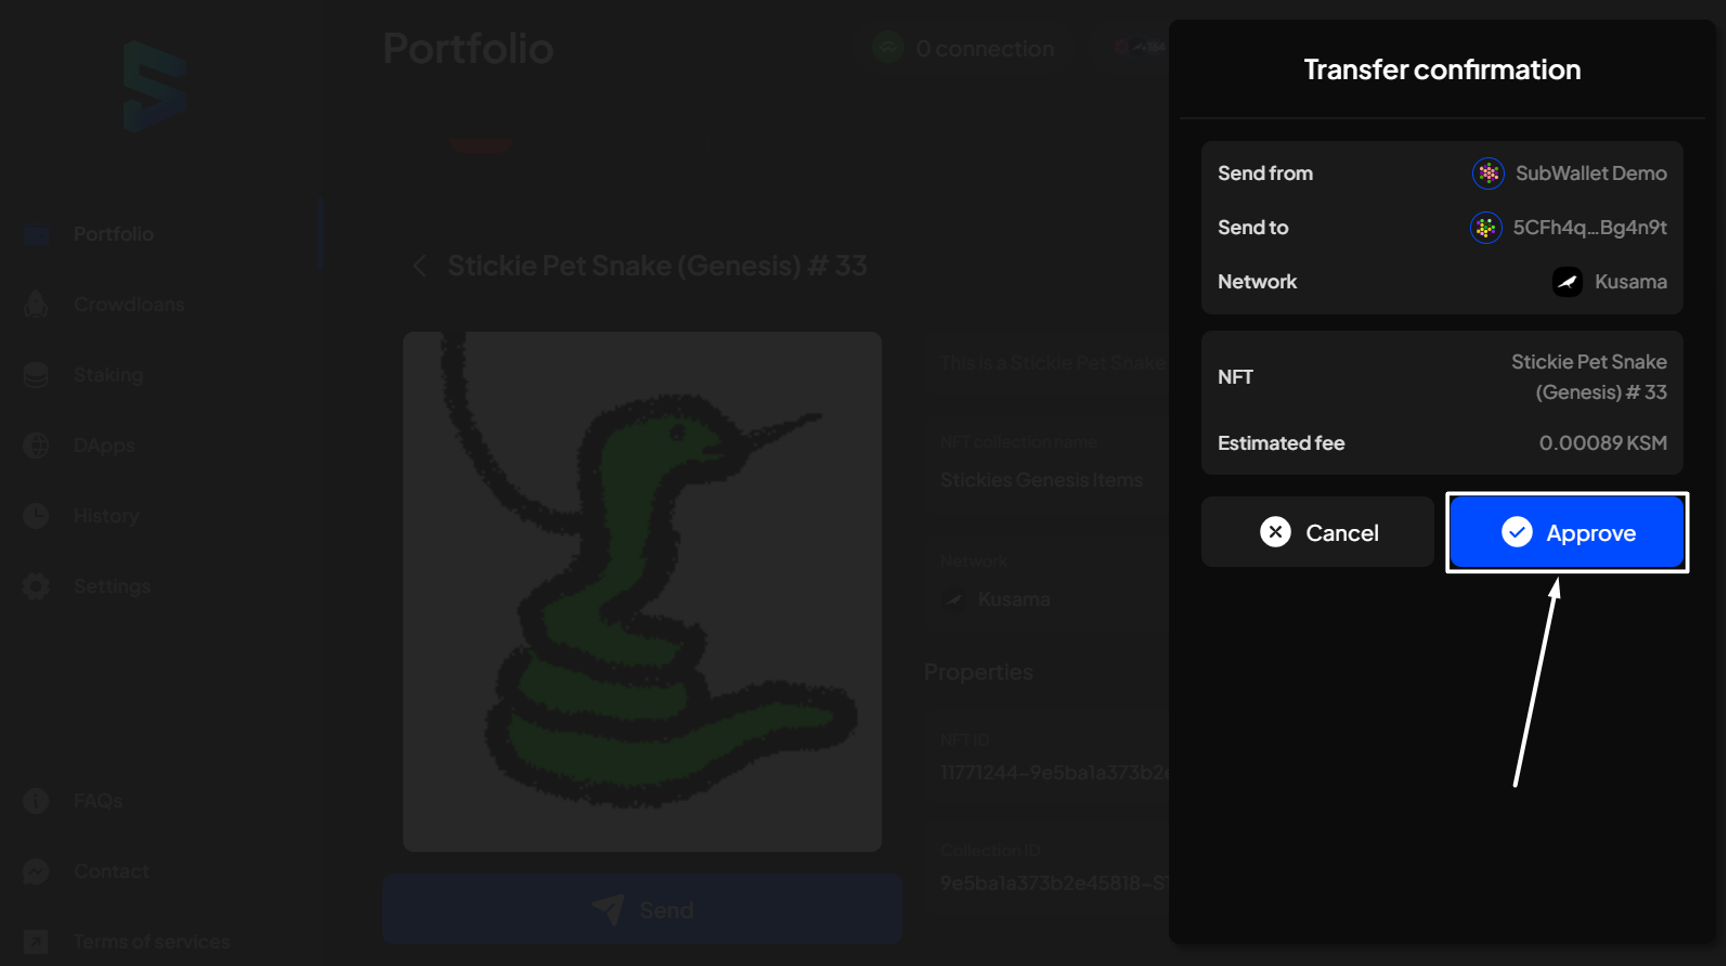 Portfolio
0 connection
Portfolio
Crowdloans
Staking
DApps
History
Settings
FAQs
Contact
Terms of services
Stickie Pet Snake (Genesis) # 33
Send
This is a Stickie Pet Snake
NFT collection name
Stickies Genesis Items
Network
Kusama
Properties
NFT ID
11771244-9e5ba1a373b2e
Collection ID
9e5ba1a373b2e45818-ST
Transfer confirmation
Send from
SubWallet Demo
Send to
5CFh4q...Bg4n9t
Network
Kusama
NFT
Stickie Pet Snake
(Genesis) # 33
Estimated fee
0.00089 KSM
Cancel
Approve